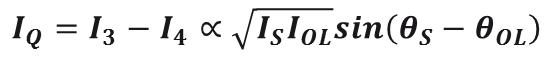 I_Q = I_3 − I_4 ∝ √(I_S I_OL) sin(θ_S − θ_OL)